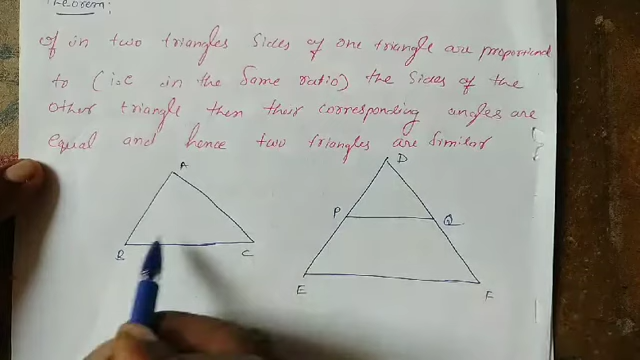 Theorem:
If in two triangles sides of one triangle are proportional
to (i.e in the same ratio) the sides of the
other triangle then their corresponding angles are
equal and hence two triangles are similar
A
D
P
Q
B
C
E
F